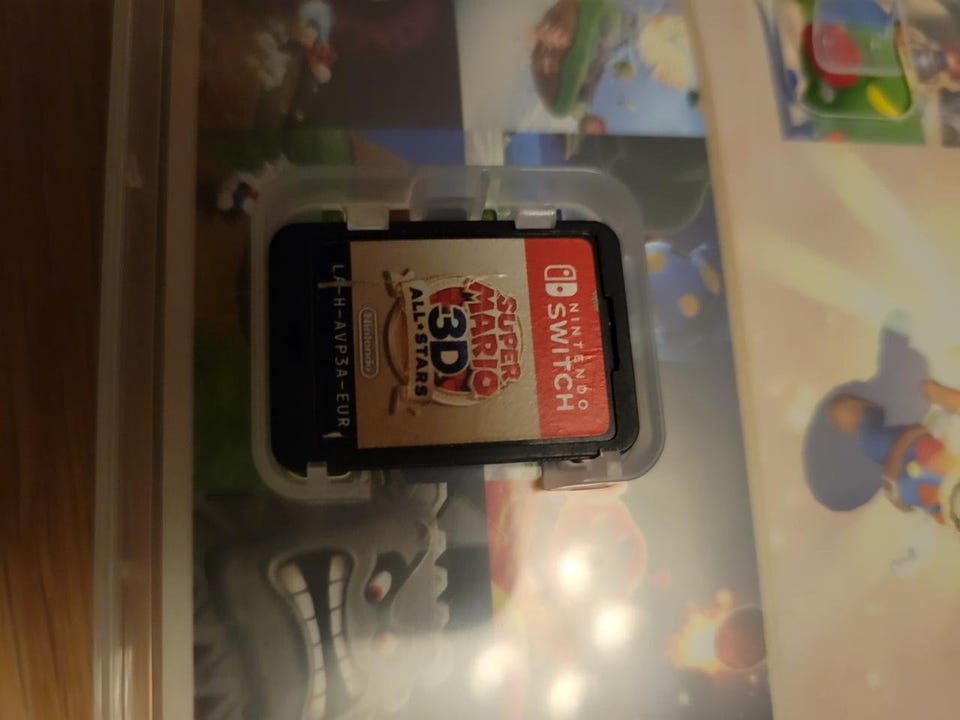 NINTENDO
SWITCH
SUPER
MARIO
3D
ALL★STARS
Nintendo
LA-H-AVP3A-EUR